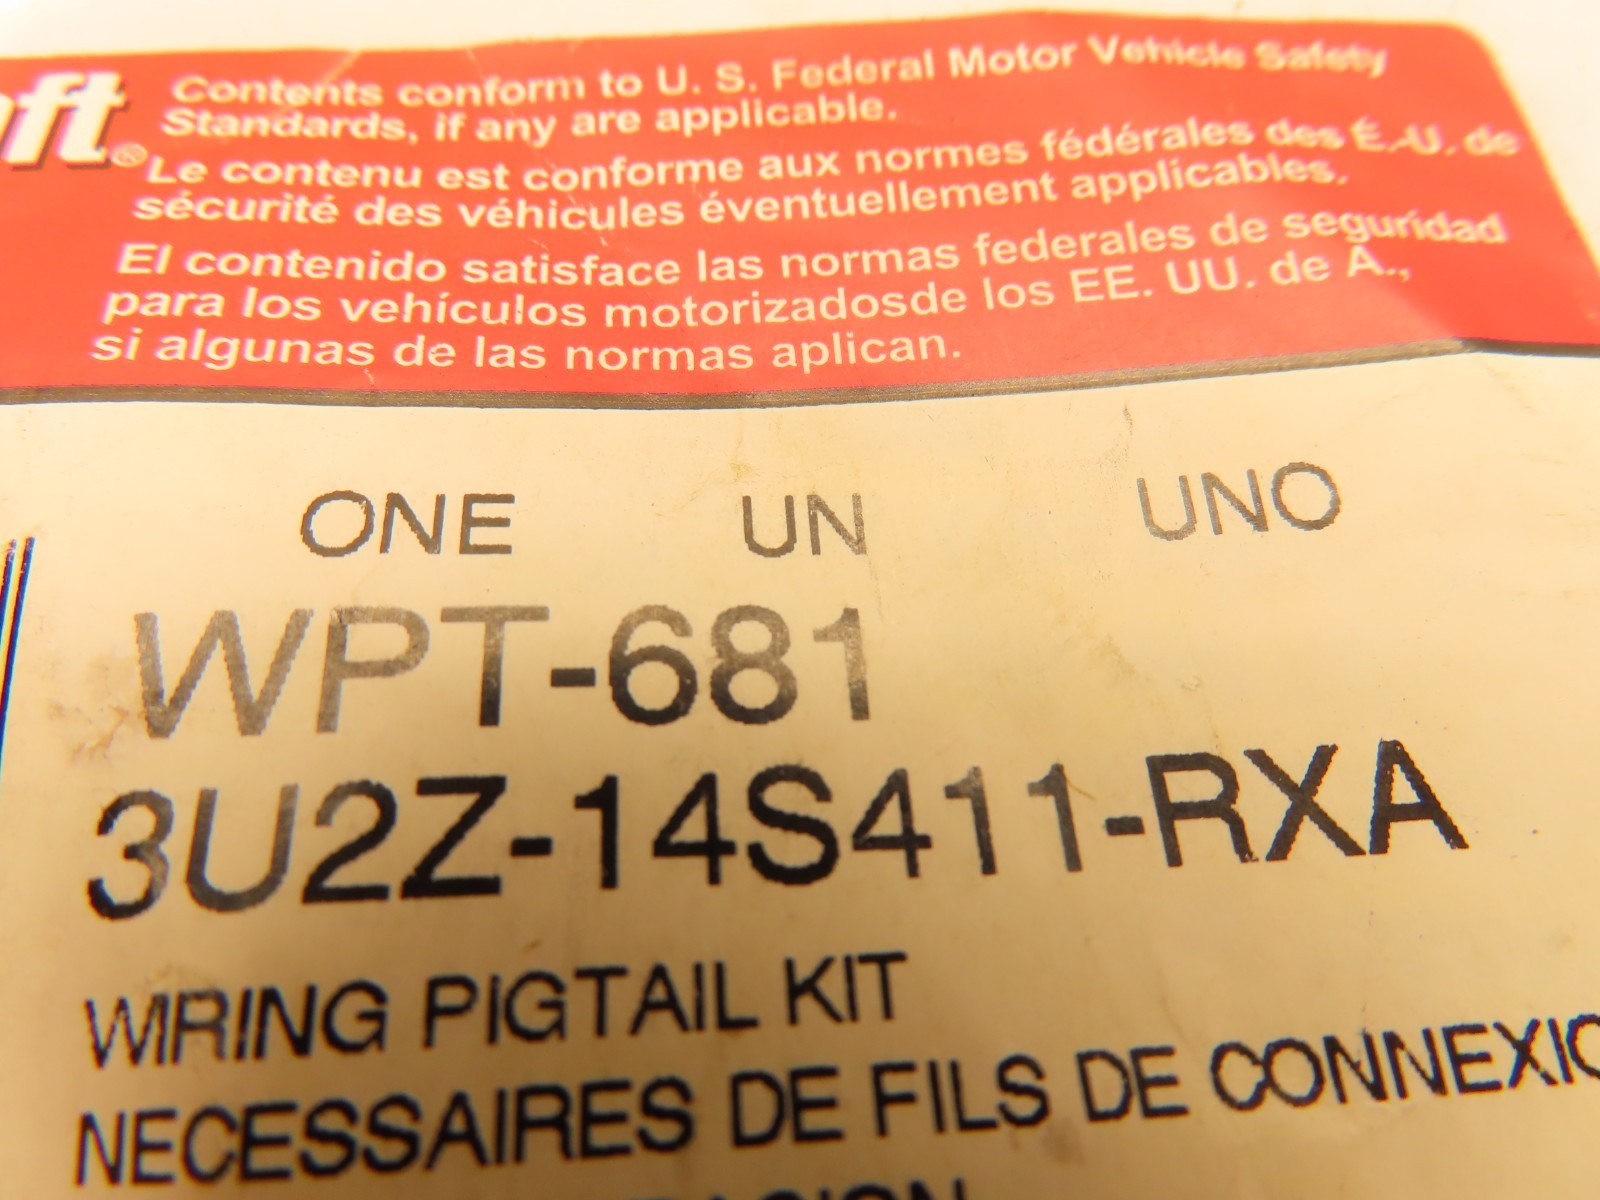 Contents conform to U. S. Federal Motor Vehicle Safety
Standards, if any are applicable.
Le contenu est conforme aux normes fédérales des É.-U. de
sécurité des véhicules éventuellement applicables.
El contenido satisface las normas federales de seguridad
para los vehículos motorizadosde los EE. UU. de A.,
si algunas de las normas aplican.
ONE UN UNO
WPT-681
3U2Z-14S411-RXA
WIRING PIGTAIL KIT
NECESSAIRES DE FILS DE